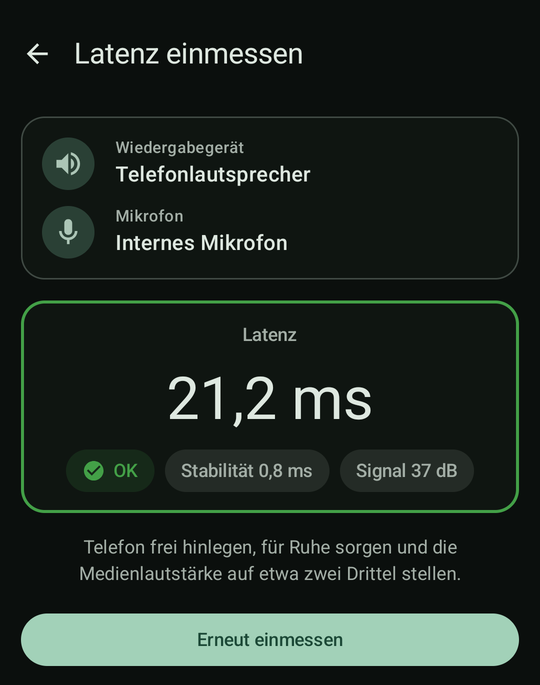 Latenz einmessen
Wiedergabegerät
Telefonlautsprecher
Mikrofon
Internes Mikrofon
Latenz
21,2 ms
OK
Stabilität 0,8 ms
Signal 37 dB
Telefon frei hinlegen, für Ruhe sorgen und die
Medienlautstärke auf etwa zwei Drittel stellen.
Erneut einmessen